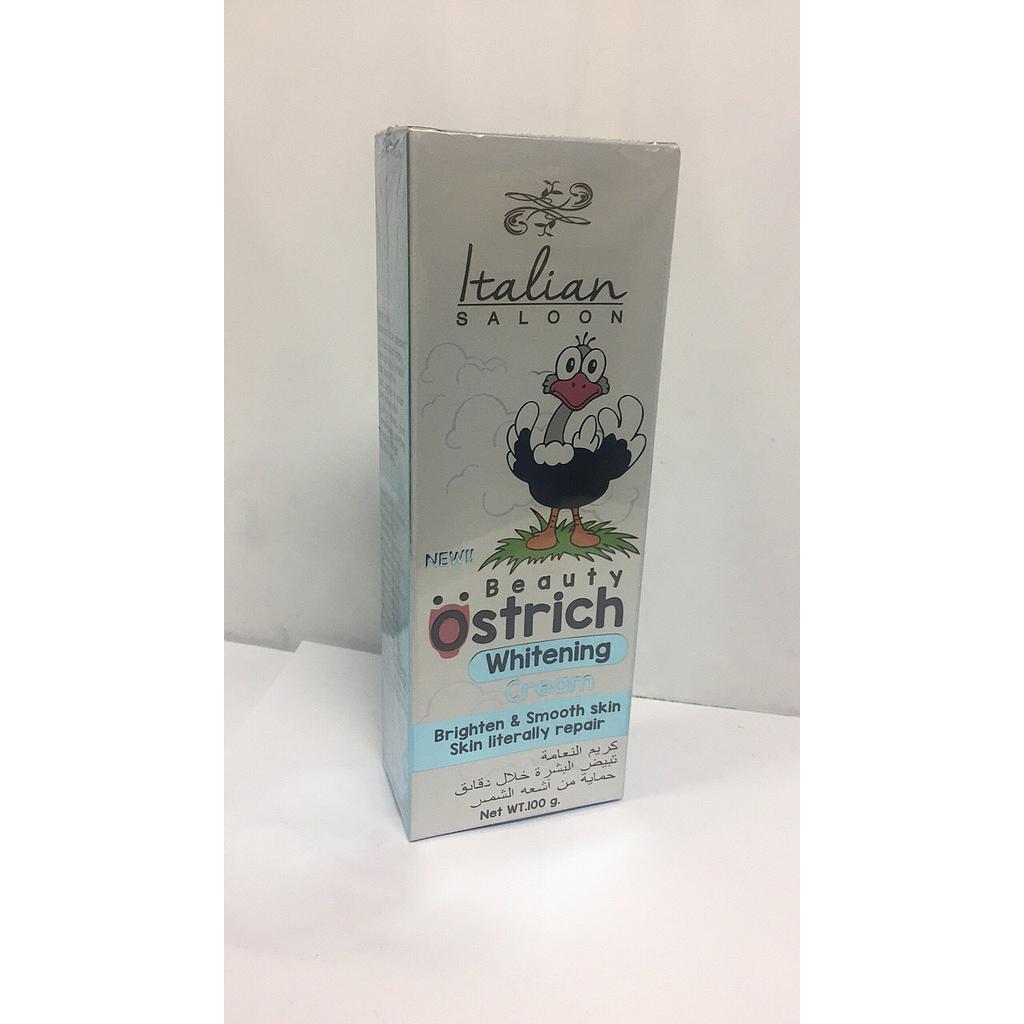 Italian
SALOON
NEW!!
Beauty
Östrich
Whitening
Cream
Brighten & Smooth skin
Skin literally repair
كريم النعامة
تبيض البشرة خلال دقائق
حماية من أشعه الشمس
Net WT.100 g.